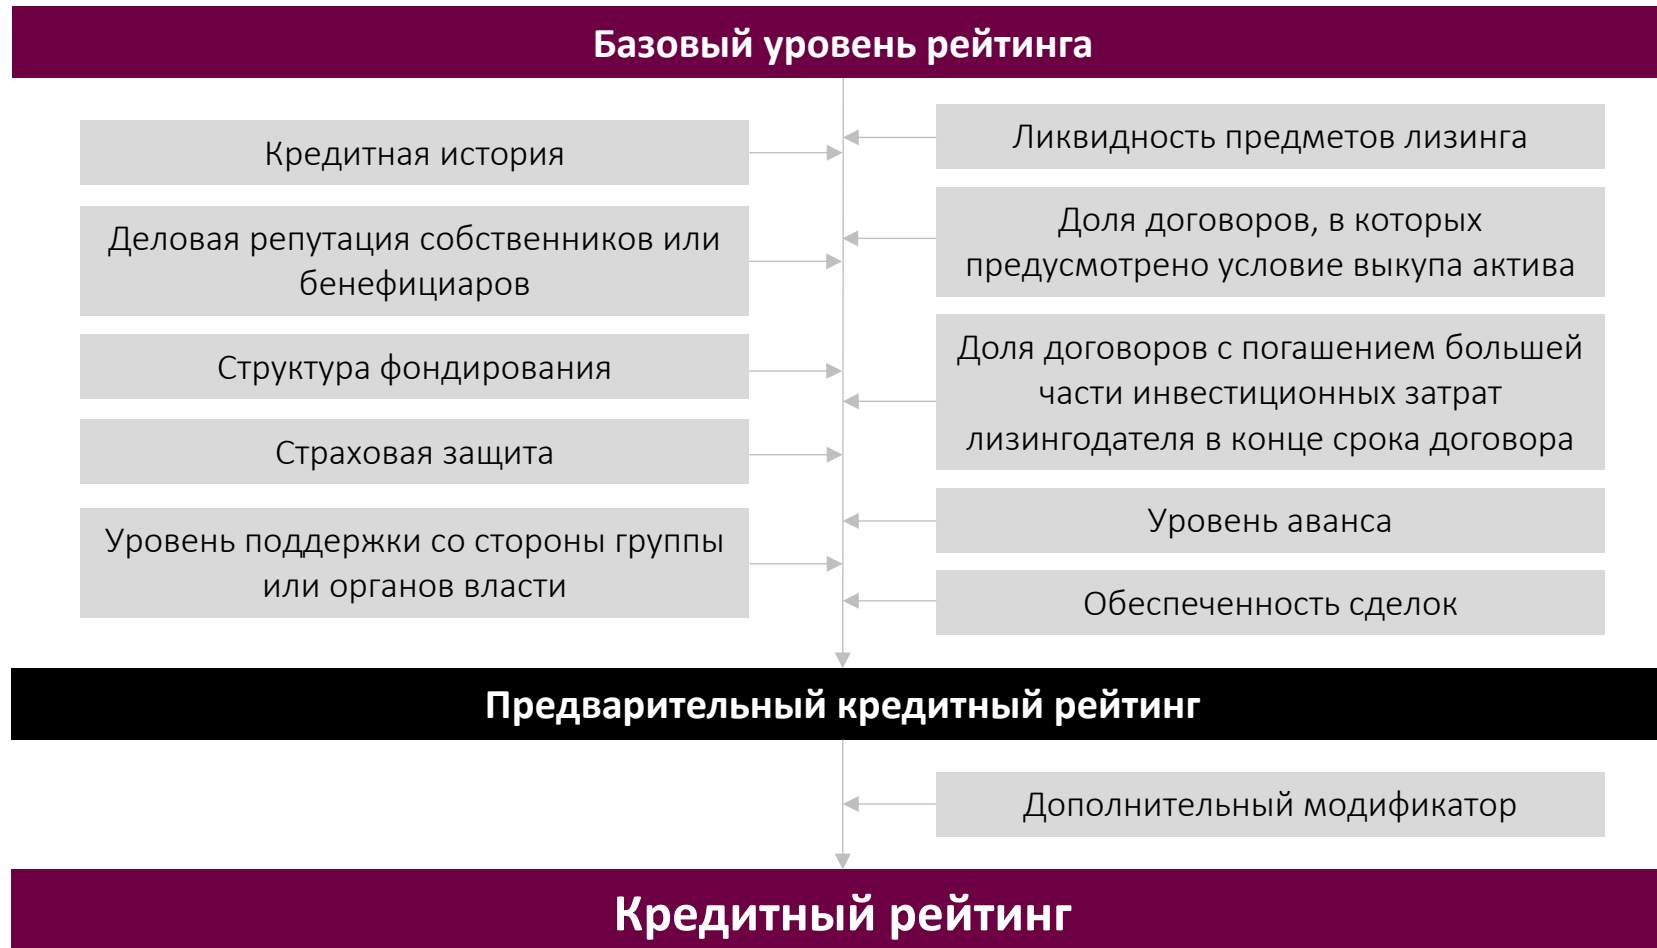 Базовый уровень рейтинга
Кредитная история
Деловая репутация собственников или
бенефициаров
Структура фондирования
Страховая защита
Уровень поддержки со стороны группы
или органов власти
Ликвидность предметов лизинга
Доля договоров, в которых
предусмотрено условие выкупа актива
Доля договоров с погашением большей
части инвестиционных затрат
лизингодателя в конце срока договора
Уровень аванса
Обеспеченность сделок
Предварительный кредитный рейтинг
Дополнительный модификатор
Кредитный рейтинг